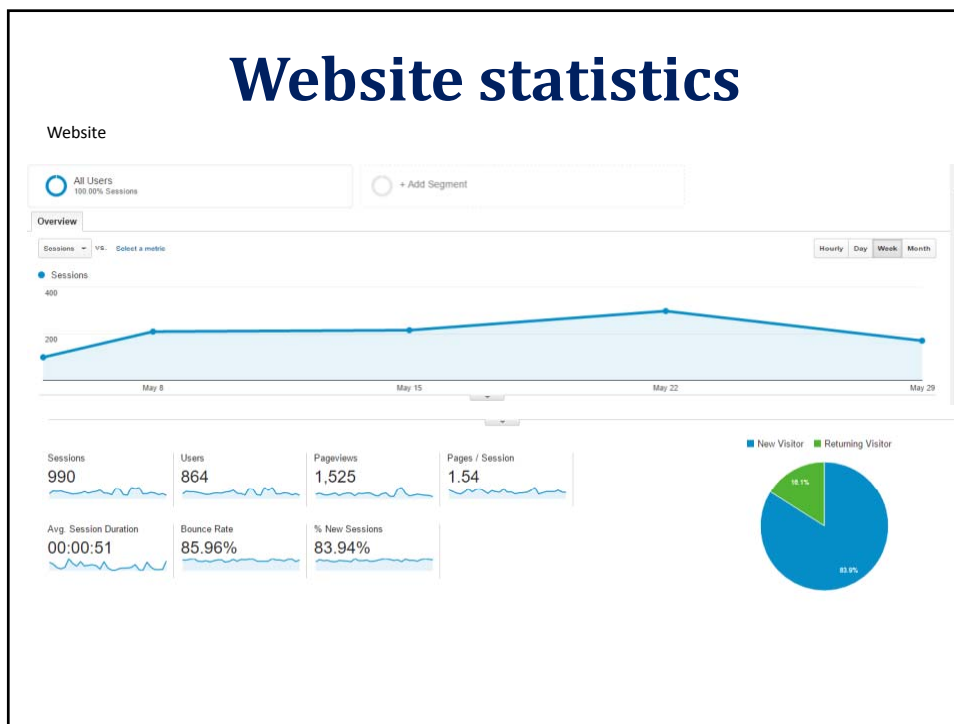 Website statistics
Website
All Users
100.00% Sessions
+ Add Segment
Overview
Sessions vs. Select a metric
Hourly Day Week Month
Sessions
400
200
May 8 May 15 May 22 May 29
New Visitor Returning Visitor
Sessions Users Pageviews Pages / Session
990 864 1,525 1.54
16.1%
Avg. Session Duration Bounce Rate % New Sessions
00:00:51 85.96% 83.94%
83.9%